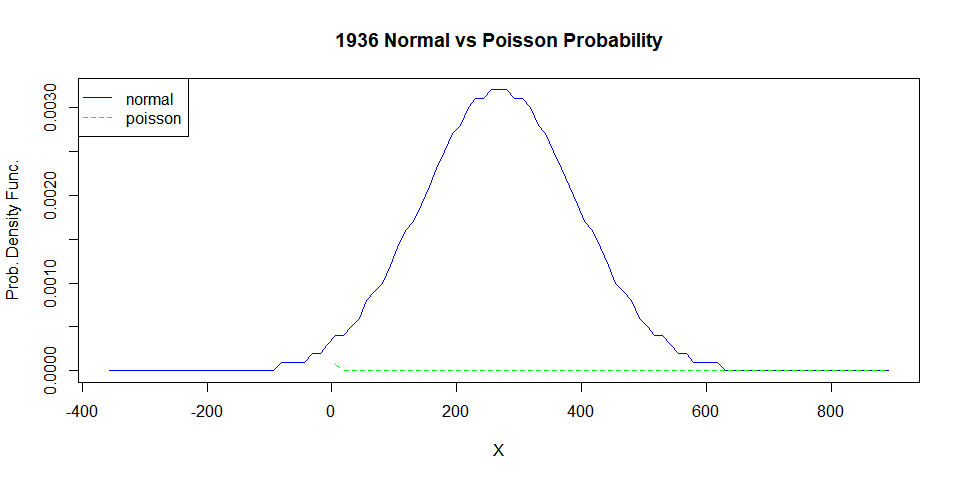 1936 Normal vs Poisson Probability
normal
poisson
Prob. Density Func.
0.0030
0.0020
0.0010
0.0000
-400 -200 0 200 400 600 800
X